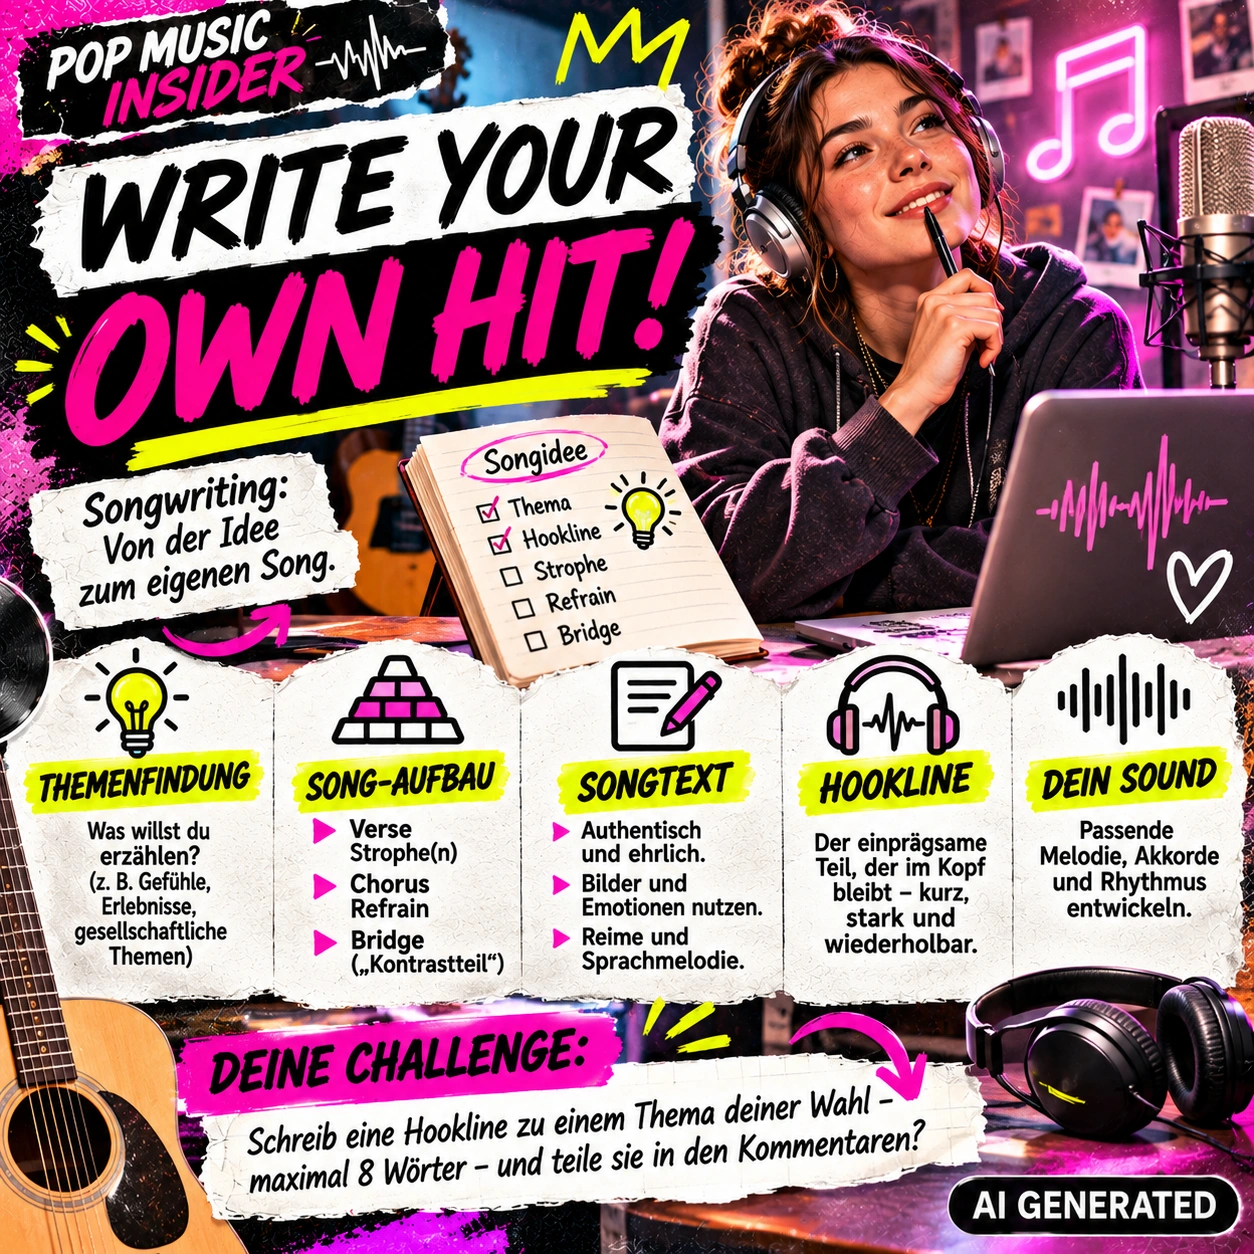 POP MUSIC
INSIDER
WRITE YOUR
OWN HIT!
Songwriting:
Von der Idee
zum eigenen Song.
Songidee
Thema
Hookline
Strophe
Refrain
Bridge
THEMENFINDUNG
Was willst du
erzählen?
(z. B. Gefühle,
Erlebnisse,
gesellschaftliche
Themen)
SONG-AUFBAU
Verse
Strophe(n)
Chorus
Refrain
Bridge
(„Kontrastteil“)
SONGTEXT
Authentisch
und ehrlich.
Bilder und
Emotionen nutzen.
Reime und
Sprachmelodie.
HOOKLINE
Der einprägsame
Teil, der im Kopf
bleibt – kurz,
stark und
wiederholbar.
DEIN SOUND
Passende
Melodie, Akkorde
und Rhythmus
entwickeln.
DEINE CHALLENGE:
Schreib eine Hookline zu einem Thema deiner Wahl –
maximal 8 Wörter – und teile sie in den Kommentaren?
AI GENERATED